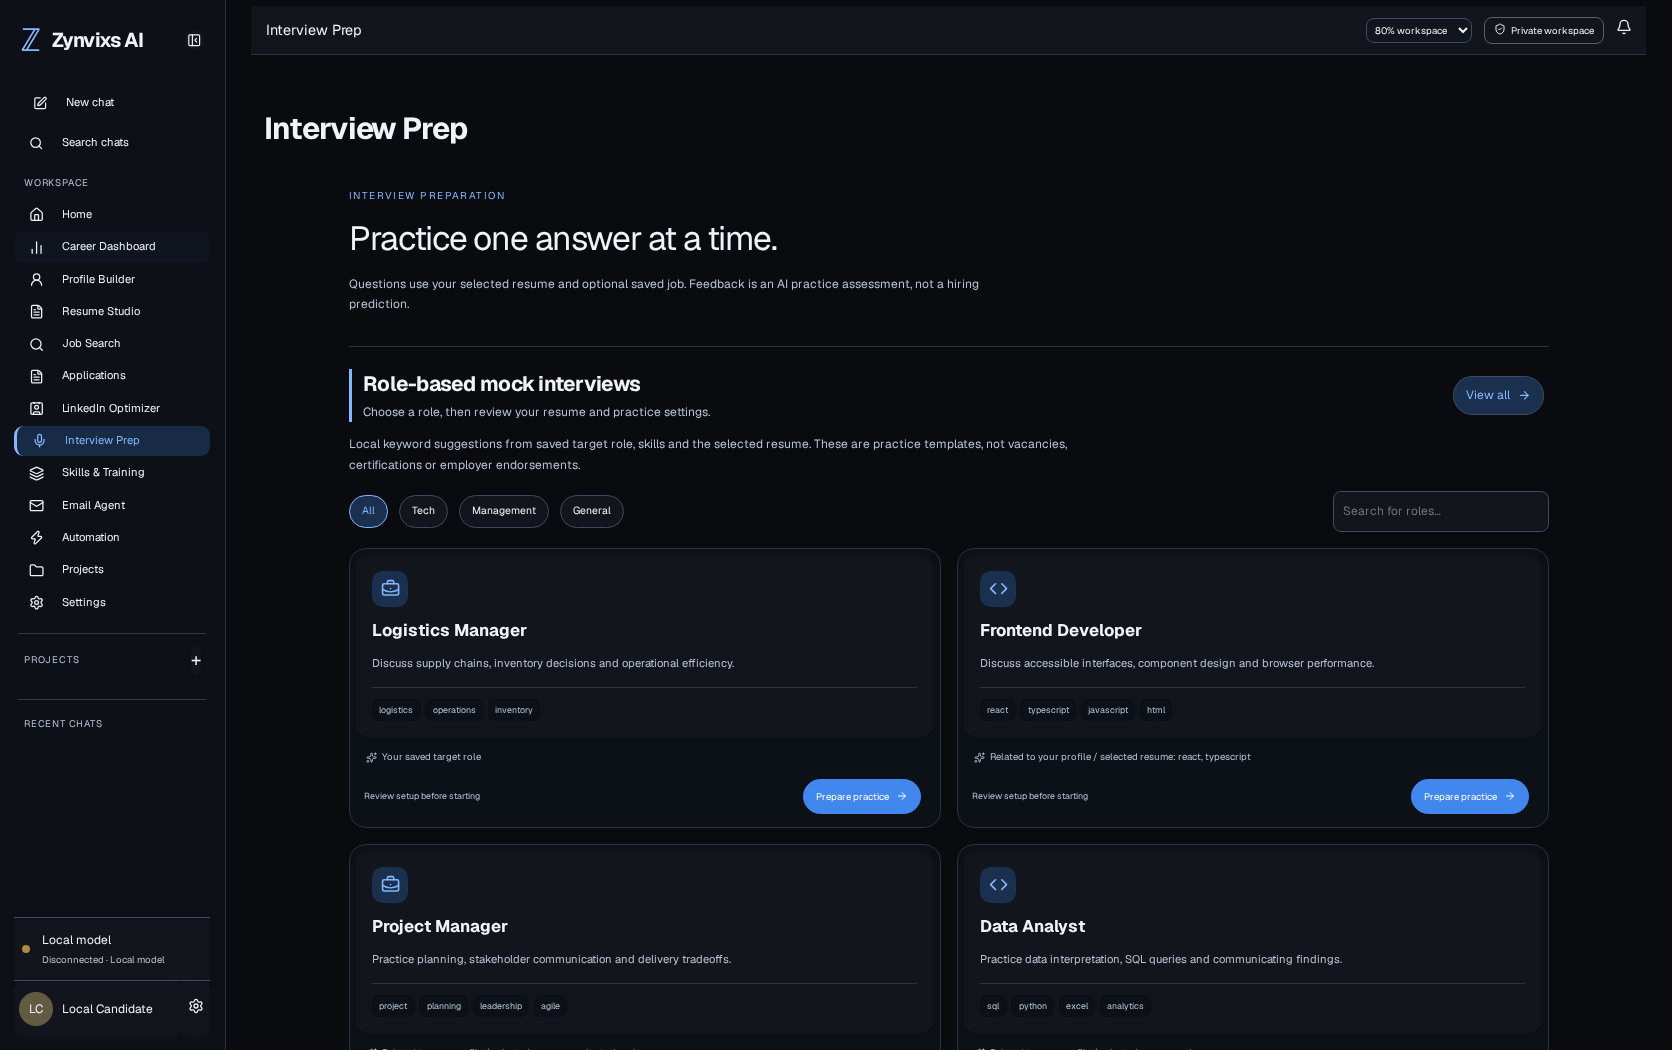 Zynvixs AI
New chat
Search chats
WORKSPACE
Home
Career Dashboard
Profile Builder
Resume Studio
Job Search
Applications
LinkedIn Optimizer
Interview Prep
Skills & Training
Email Agent
Automation
Projects
Settings
PROJECTS
+
RECENT CHATS
Local model
Disconnected · Local model
LC
Local Candidate
Interview Prep
80% workspace
Private workspace
Interview Prep
INTERVIEW PREPARATION
Practice one answer at a time.
Questions use your selected resume and optional saved job. Feedback is an AI practice assessment, not a hiring
prediction.
Role-based mock interviews
Choose a role, then review your resume and practice settings.
View all
Local keyword suggestions from saved target role, skills and the selected resume. These are practice templates, not vacancies,
certifications or employer endorsements.
All Tech Management General
Search for roles...
Logistics Manager
Discuss supply chains, inventory decisions and operational efficiency.
logistics operations inventory
Your saved target role
Review setup before starting
Prepare practice
Frontend Developer
Discuss accessible interfaces, component design and browser performance.
react typescript javascript html
Related to your profile / selected resume: react, typescript
Review setup before starting
Prepare practice
Project Manager
Practice planning, stakeholder communication and delivery tradeoffs.
project planning leadership agile
Data Analyst
Practice data interpretation, SQL queries and communicating findings.
sql python excel analytics